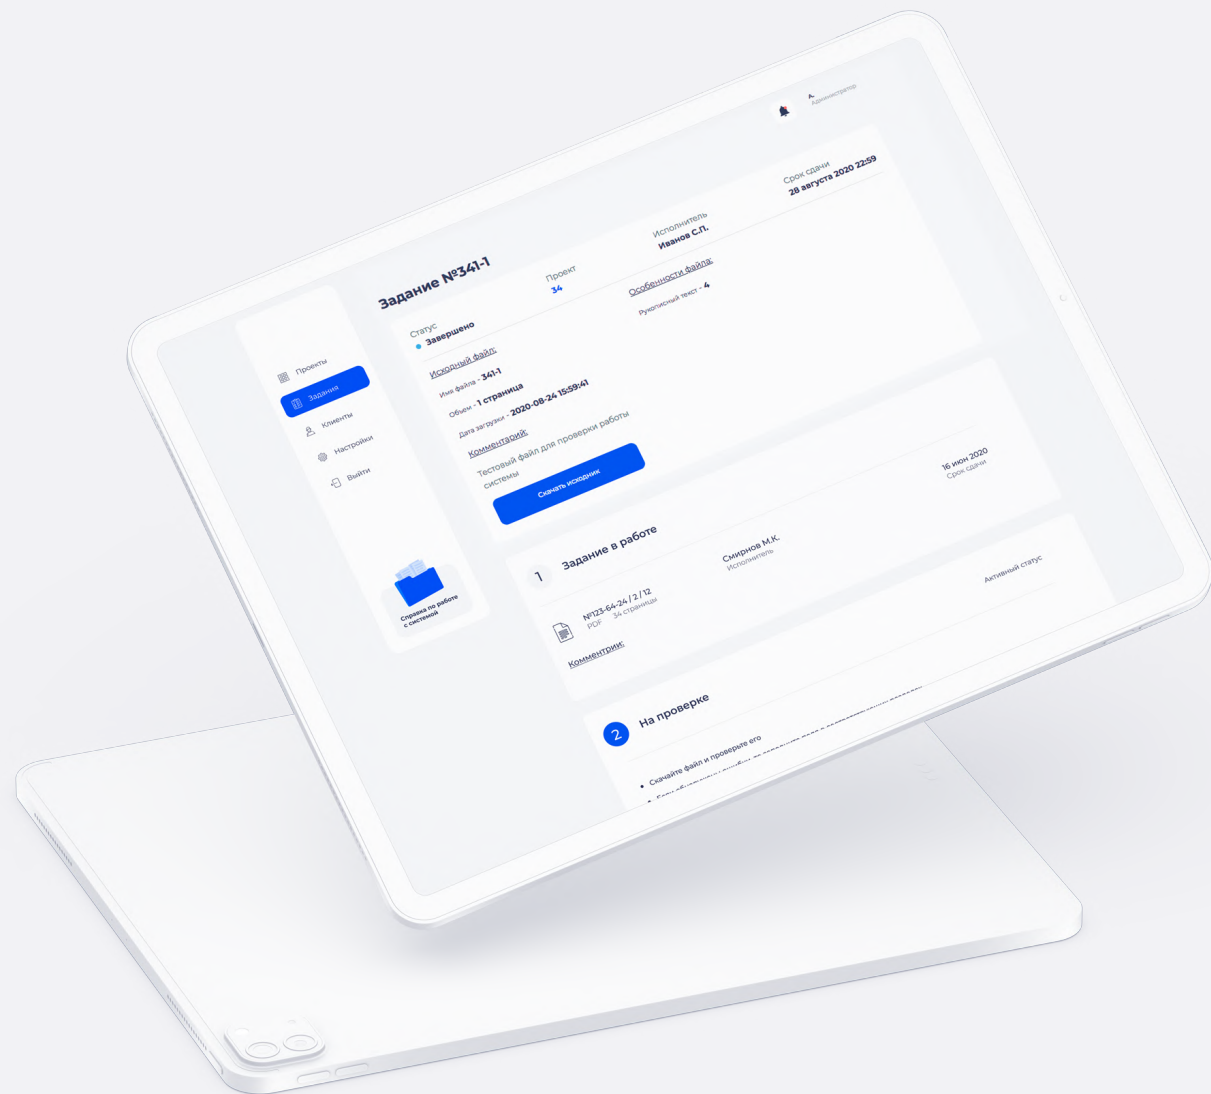 А.
Администратор
Проекты
Задания
Клиенты
Настройки
Выйти
Справка по работе
с системой
Задание №341-1
Статус
Завершено
Проект
34
Исполнитель
Иванов С.П.
Срок сдачи
28 августа 2020 22:59
Исходный файл:
Имя файла - 341-1
Объем - 1 страница
Дата загрузки - 2020-08-24 15:59:41
Особенности файла:
Рукописный текст - 4
Комментарий:
Тестовый файл для проверки работы
системы
Скачать исходник
1
Задание в работе
№123-64-24 / 2 / 12
PDF 34 страницы
Смирнов М.К.
Исполнитель
16 июн 2020
Срок сдачи
Комментрии:
2
На проверке
Активный статус
Скачайте файл и проверьте его